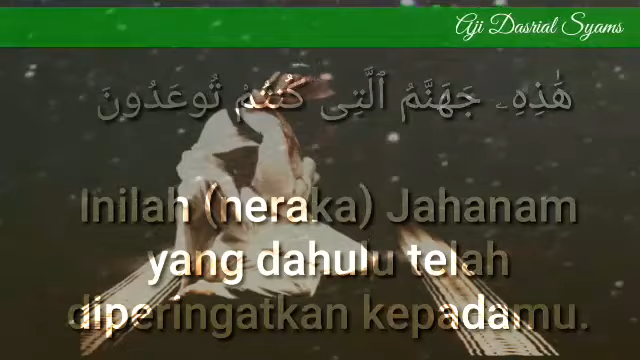 Aji Dasrial Syams
هَٰذِهِۦ جَهَنَّمُ ٱلَّتِى كُنتُمْ تُوعَدُونَ
Inilah (neraka) Jahanam
yang dahulu telah
diperingatkan kepadamu.